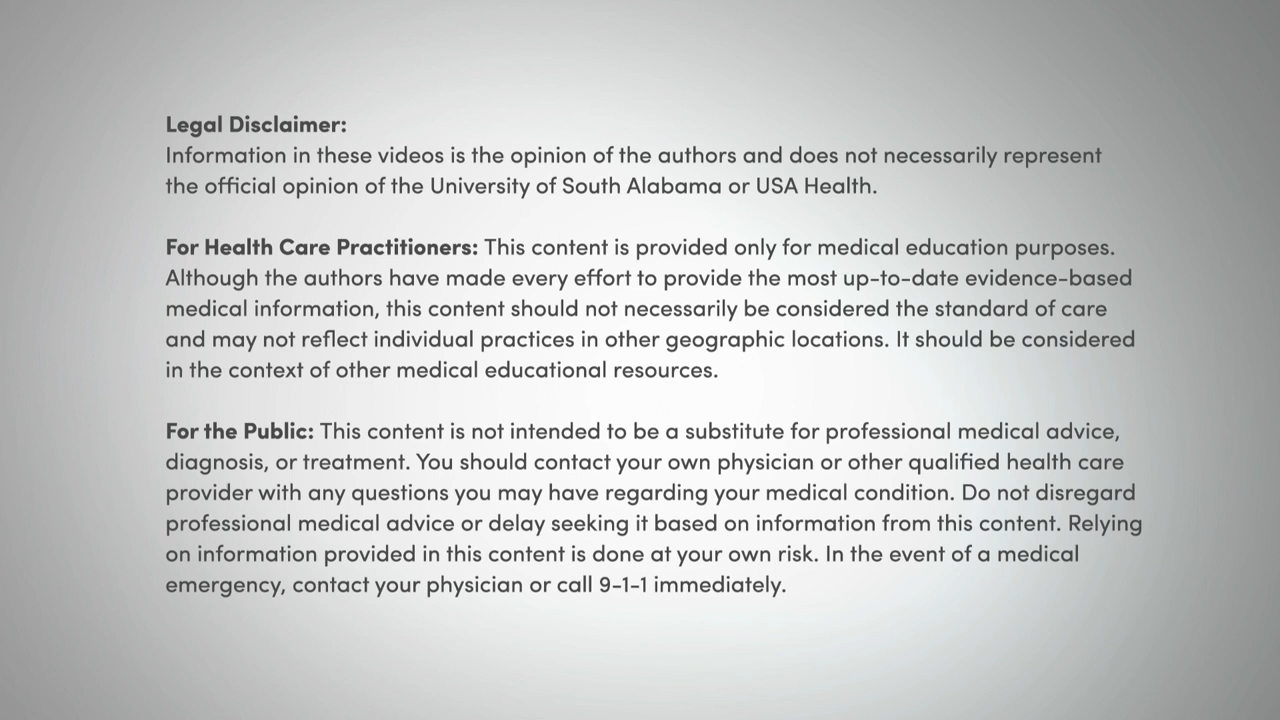 Legal Disclaimer:
Information in these videos is the opinion of the authors and does not necessarily represent
the official opinion of the University of South Alabama or USA Health.
For Health Care Practitioners: This content is provided only for medical education purposes.
Although the authors have made every effort to provide the most up-to-date evidence-based
medical information, this content should not necessarily be considered the standard of care
and may not reflect individual practices in other geographic locations. It should be considered
in the context of other medical educational resources.
For the Public: This content is not intended to be a substitute for professional medical advice,
diagnosis, or treatment. You should contact your own physician or other qualified health care
provider with any questions you may have regarding your medical condition. Do not disregard
professional medical advice or delay seeking it based on information from this content. Relying
on information provided in this content is done at your own risk. In the event of a medical
emergency, contact your physician or call 9-1-1 immediately.